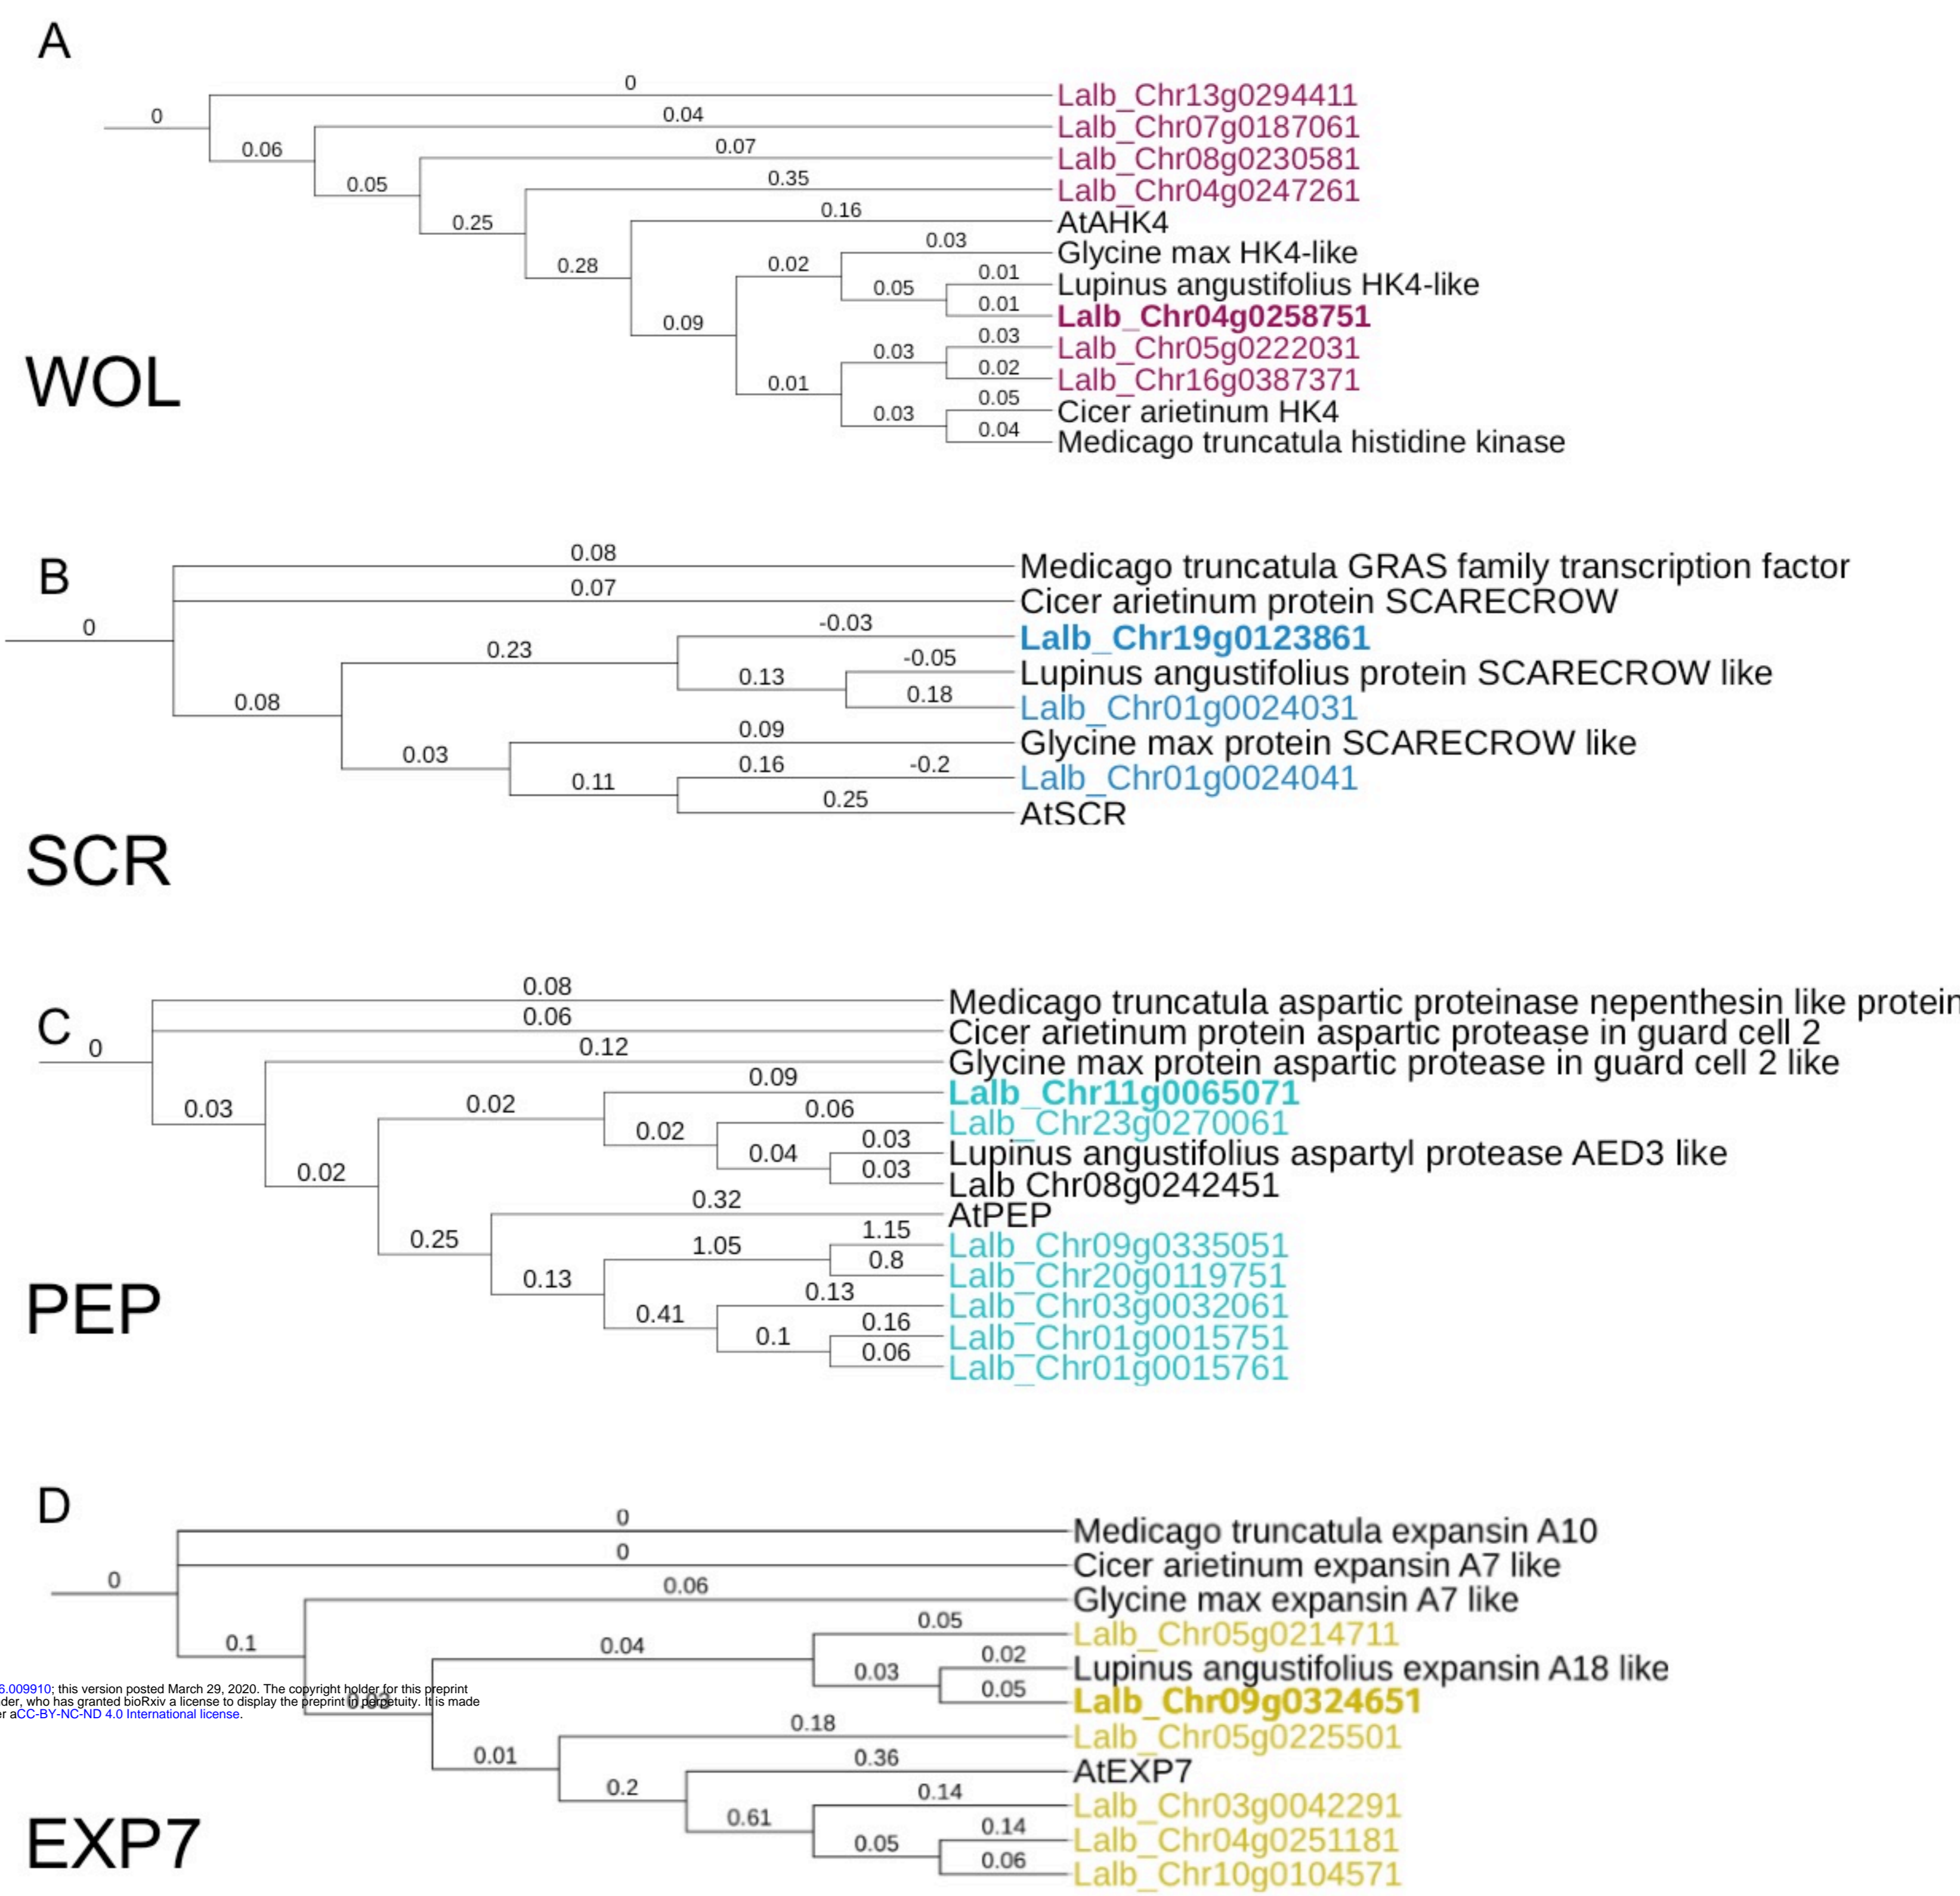 A
0
Lalb_Chr13g0294411
0
0.04
Lalb_Chr07g0187061
0.06
0.07
Lalb_Chr08g0230581
0.05
0.35
Lalb_Chr04g0247261
0.25
0.16
AtAHK4
0.28
0.03
Glycine max HK4-like
0.02
0.01
Lupinus angustifolius HK4-like
0.05
0.01
Lalb_Chr04g0258751
0.09
0.03
Lalb_Chr05g0222031
0.03
0.02
Lalb_Chr16g0387371
0.01
0.05
Cicer arietinum HK4
0.03
0.04
Medicago truncatula histidine kinase
WOL
B
0.08
Medicago truncatula GRAS family transcription factor
0.07
Cicer arietinum protein SCARECROW
0
-0.03
Lalb_Chr19g0123861
0.23
-0.05
Lupinus angustifolius protein SCARECROW like
0.13
0.18
Lalb_Chr01g0024031
0.08
0.09
Glycine max protein SCARECROW like
0.03
0.16
-0.2
Lalb_Chr01g0024041
0.11
0.25
AtSCR
SCR
C
0.08
Medicago truncatula aspartic proteinase nepenthesin like protein
0.06
Cicer arietinum protein aspartic protease in guard cell 2
0
0.12
Glycine max protein aspartic protease in guard cell 2 like
0.09
Lalb_Chr11g0065071
0.03
0.02
0.06
Lalb_Chr23g0270061
0.02
0.03
Lupinus angustifolius aspartyl protease AED3 like
0.04
0.03
Lalb Chr08g0242451
0.02
0.32
AtPEP
0.25
1.15
Lalb_Chr09g0335051
1.05
0.8
Lalb_Chr20g0119751
0.13
0.13
Lalb_Chr03g0032061
0.41
0.16
Lalb_Chr01g0015751
0.1
0.06
Lalb_Chr01g0015761
PEP
D
0
Medicago truncatula expansin A10
0
Cicer arietinum expansin A7 like
0
0.06
Glycine max expansin A7 like
0.05
Lalb_Chr05g0214711
0.1
0.04
0.02
Lupinus angustifolius expansin A18 like
0.03
0.05
Lalb_Chr09g0324651
6.009910; this version posted March 29, 2020. The copyright holder for this preprint
der, who has granted bioRxiv a license to display the preprint in perpetuity. It is made
er aCC-BY-NC-ND 4.0 International license.
0.03
0.18
Lalb_Chr05g0225501
0.01
0.36
AtEXP7
0.2
0.14
Lalb_Chr03g0042291
0.61
0.14
Lalb_Chr04g0251181
0.05
0.06
Lalb_Chr10g0104571
EXP7